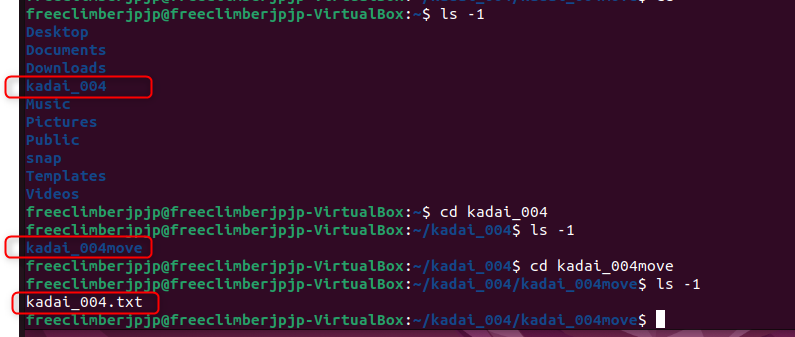 freeclimberjpjp@freeclimberjpjp-VirtualBox:~$ ls -1
Desktop
Documents
Downloads
kadai_004
Music
Pictures
Public
snap
Templates
Videos
freeclimberjpjp@freeclimberjpjp-VirtualBox:~$ cd kadai_004
freeclimberjpjp@freeclimberjpjp-VirtualBox:~/kadai_004$ ls -1
kadai_004move
freeclimberjpjp@freeclimberjpjp-VirtualBox:~/kadai_004$ cd kadai_004move
freeclimberjpjp@freeclimberjpjp-VirtualBox:~/kadai_004/kadai_004move$ ls -1
kadai_004.txt
freeclimberjpjp@freeclimberjpjp-VirtualBox:~/kadai_004/kadai_004move$